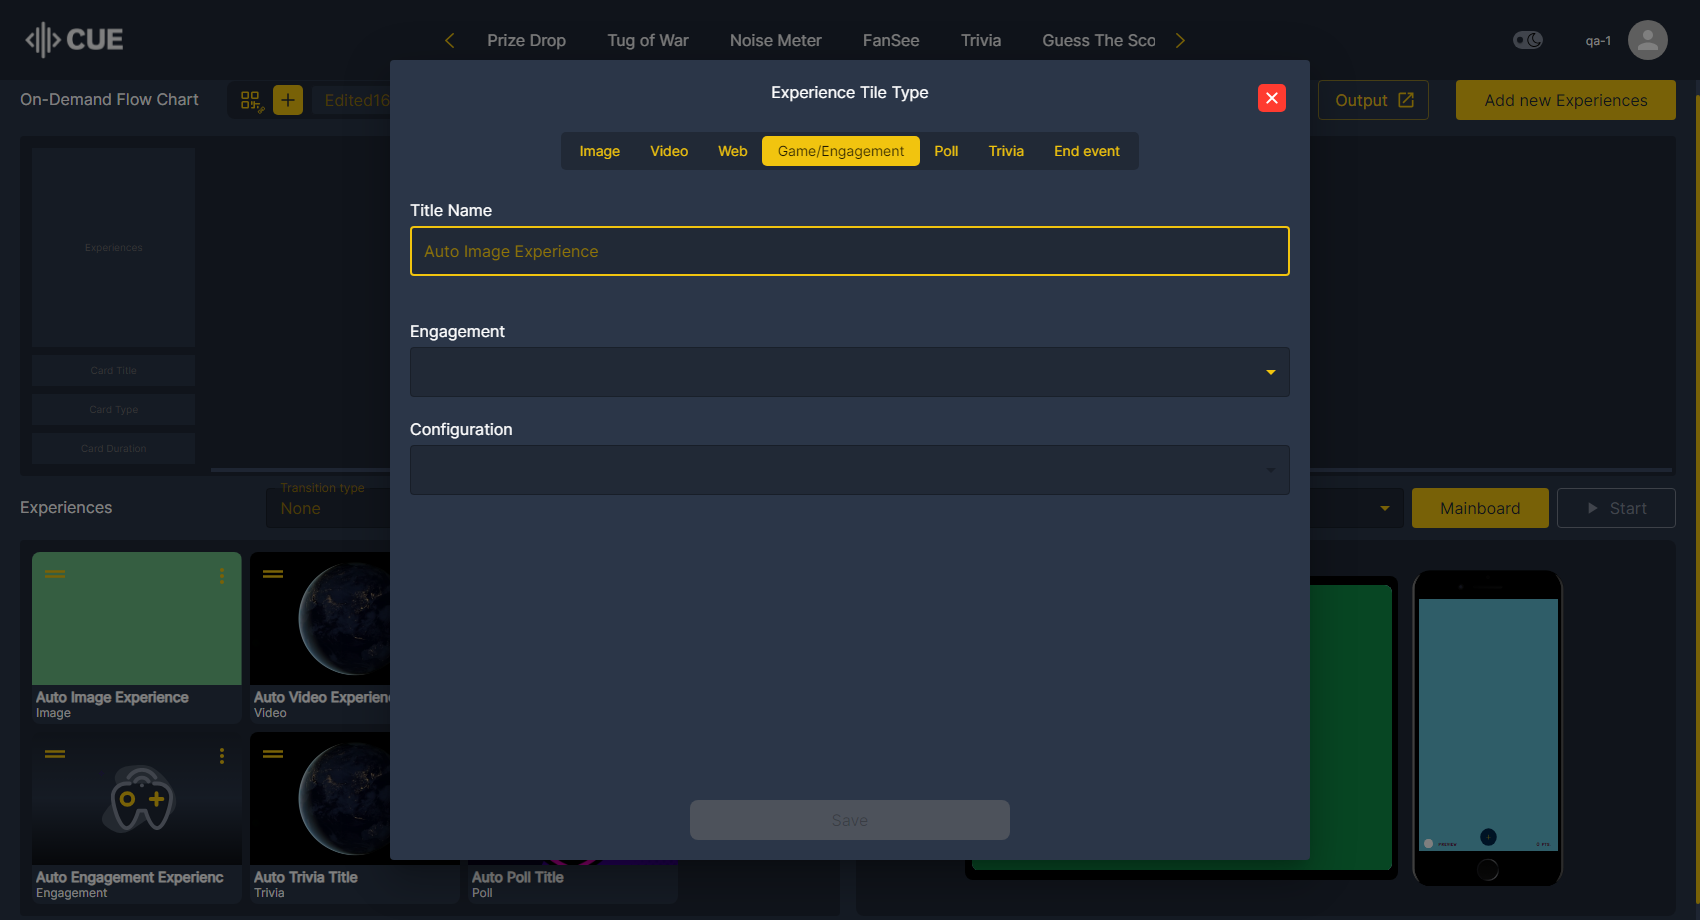 CUE
Prize Drop
Tug of War
Noise Meter
FanSee
Trivia
Guess The Sco
qa-1
On-Demand Flow Chart
Edited16
Output
Add new Experiences
Experience Tile Type
Image
Video
Web
Game/Engagement
Poll
Trivia
End event
Title Name
Auto Image Experience
Engagement
Configuration
Save
Experiences
Card Title
Card Type
Card Duration
Experiences
Transition type
None
Mainboard
Start
Auto Image Experience
Image
Auto Video Experien
Video
Auto Engagement Experienc
Engagement
Auto Trivia Title
Trivia
Auto Poll Title
Poll
PREVIEW